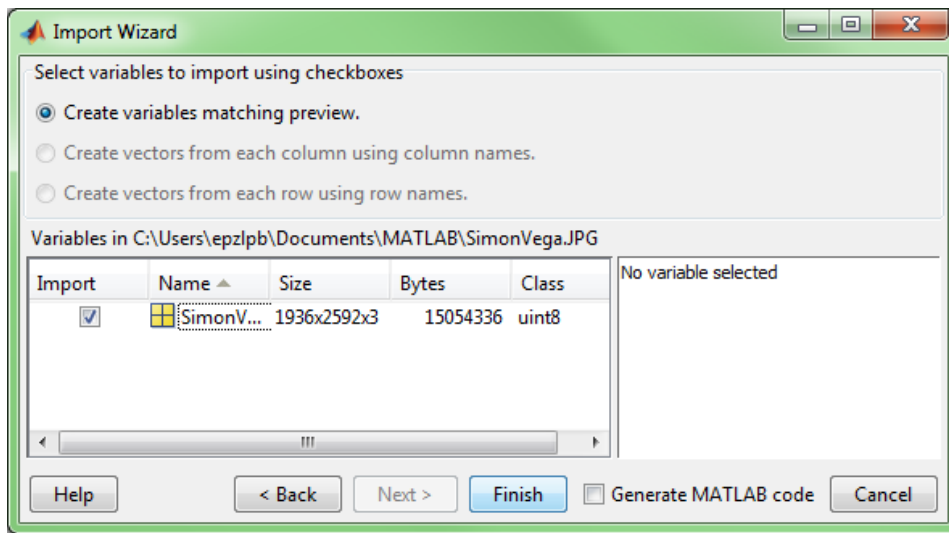 Import Wizard
Select variables to import using checkboxes
Create variables matching preview.
Create vectors from each column using column names.
Create vectors from each row using row names.
Variables in C:\Users\epzlpb\Documents\MATLAB\SimonVega.JPG
Import Name Size Bytes Class
SimonV... 1936x2592x3 15054336 uint8
No variable selected
Help < Back Next > Finish Generate MATLAB code Cancel